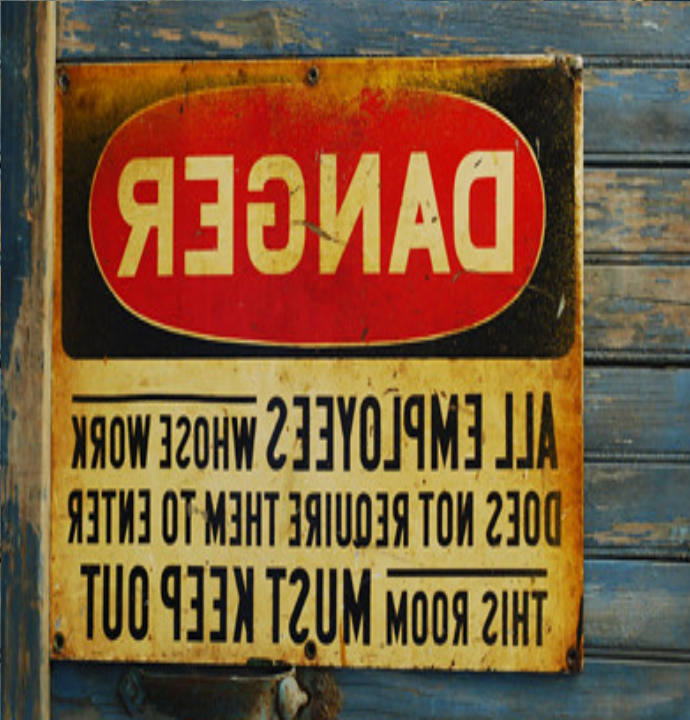 DANGER
ALL EMPLOYEES WHOSE WORK
DOES NOT REQUIRE THEM TO ENTER
THIS ROOM MUST KEEP OUT